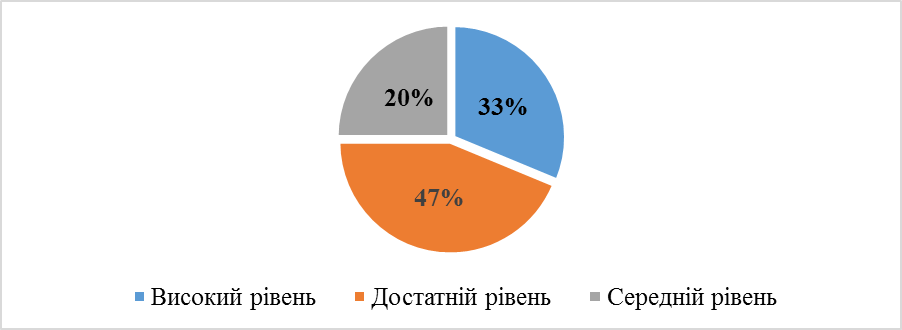 20%
33%
47%
Високий рівень
Достатній рівень
Середній рівень